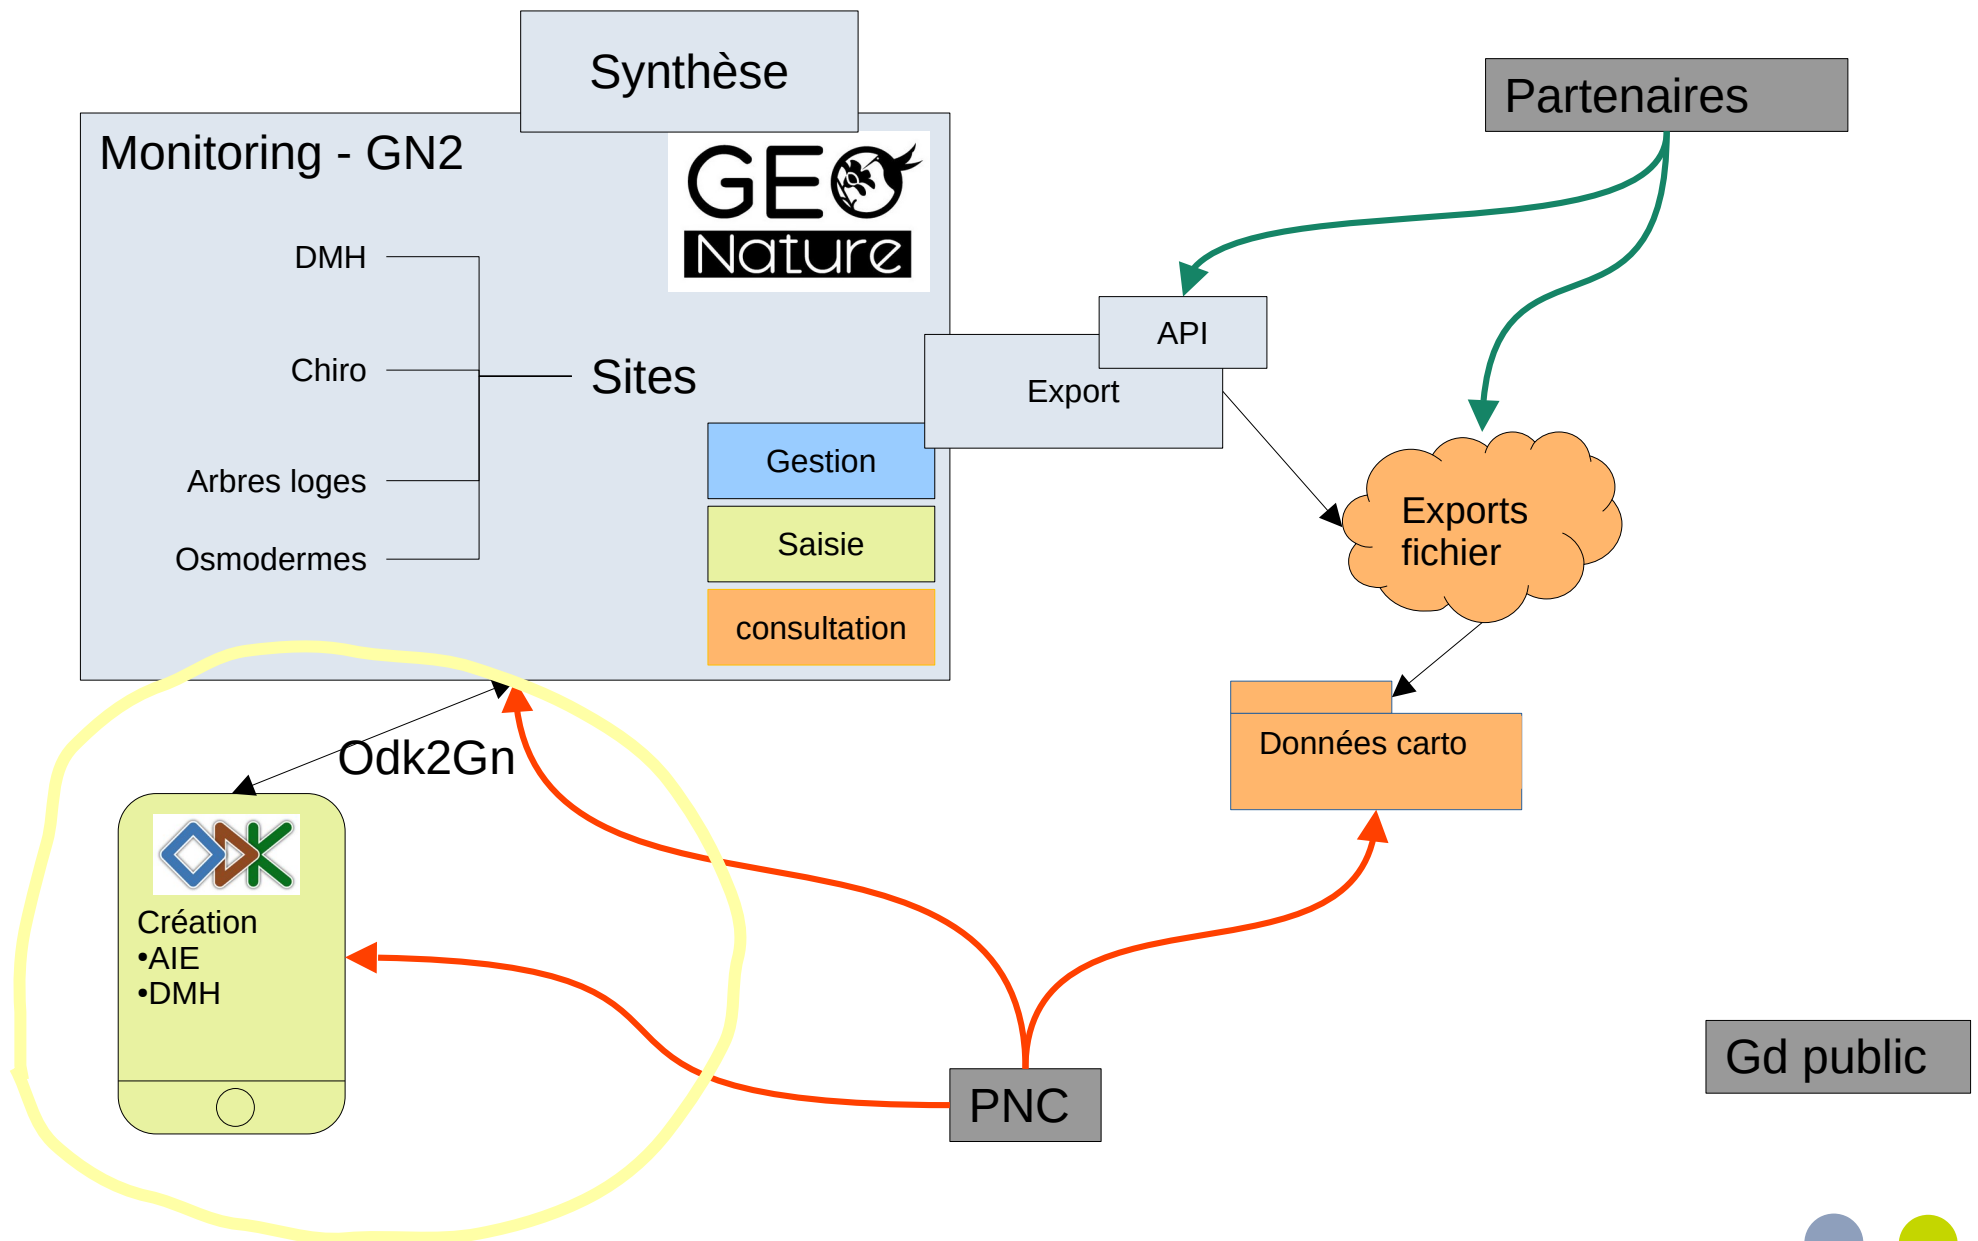 Synthèse
Partenaires
Monitoring - GN2
GEO
Nature
DMH
API
Chiro
Sites
Export
Gestion
Arbres loges
Exports
fichier
Saisie
Osmodermes
consultation
Données carto
Odk2Gn
ODK
Création
•AIE
•DMH
Gd public
PNC